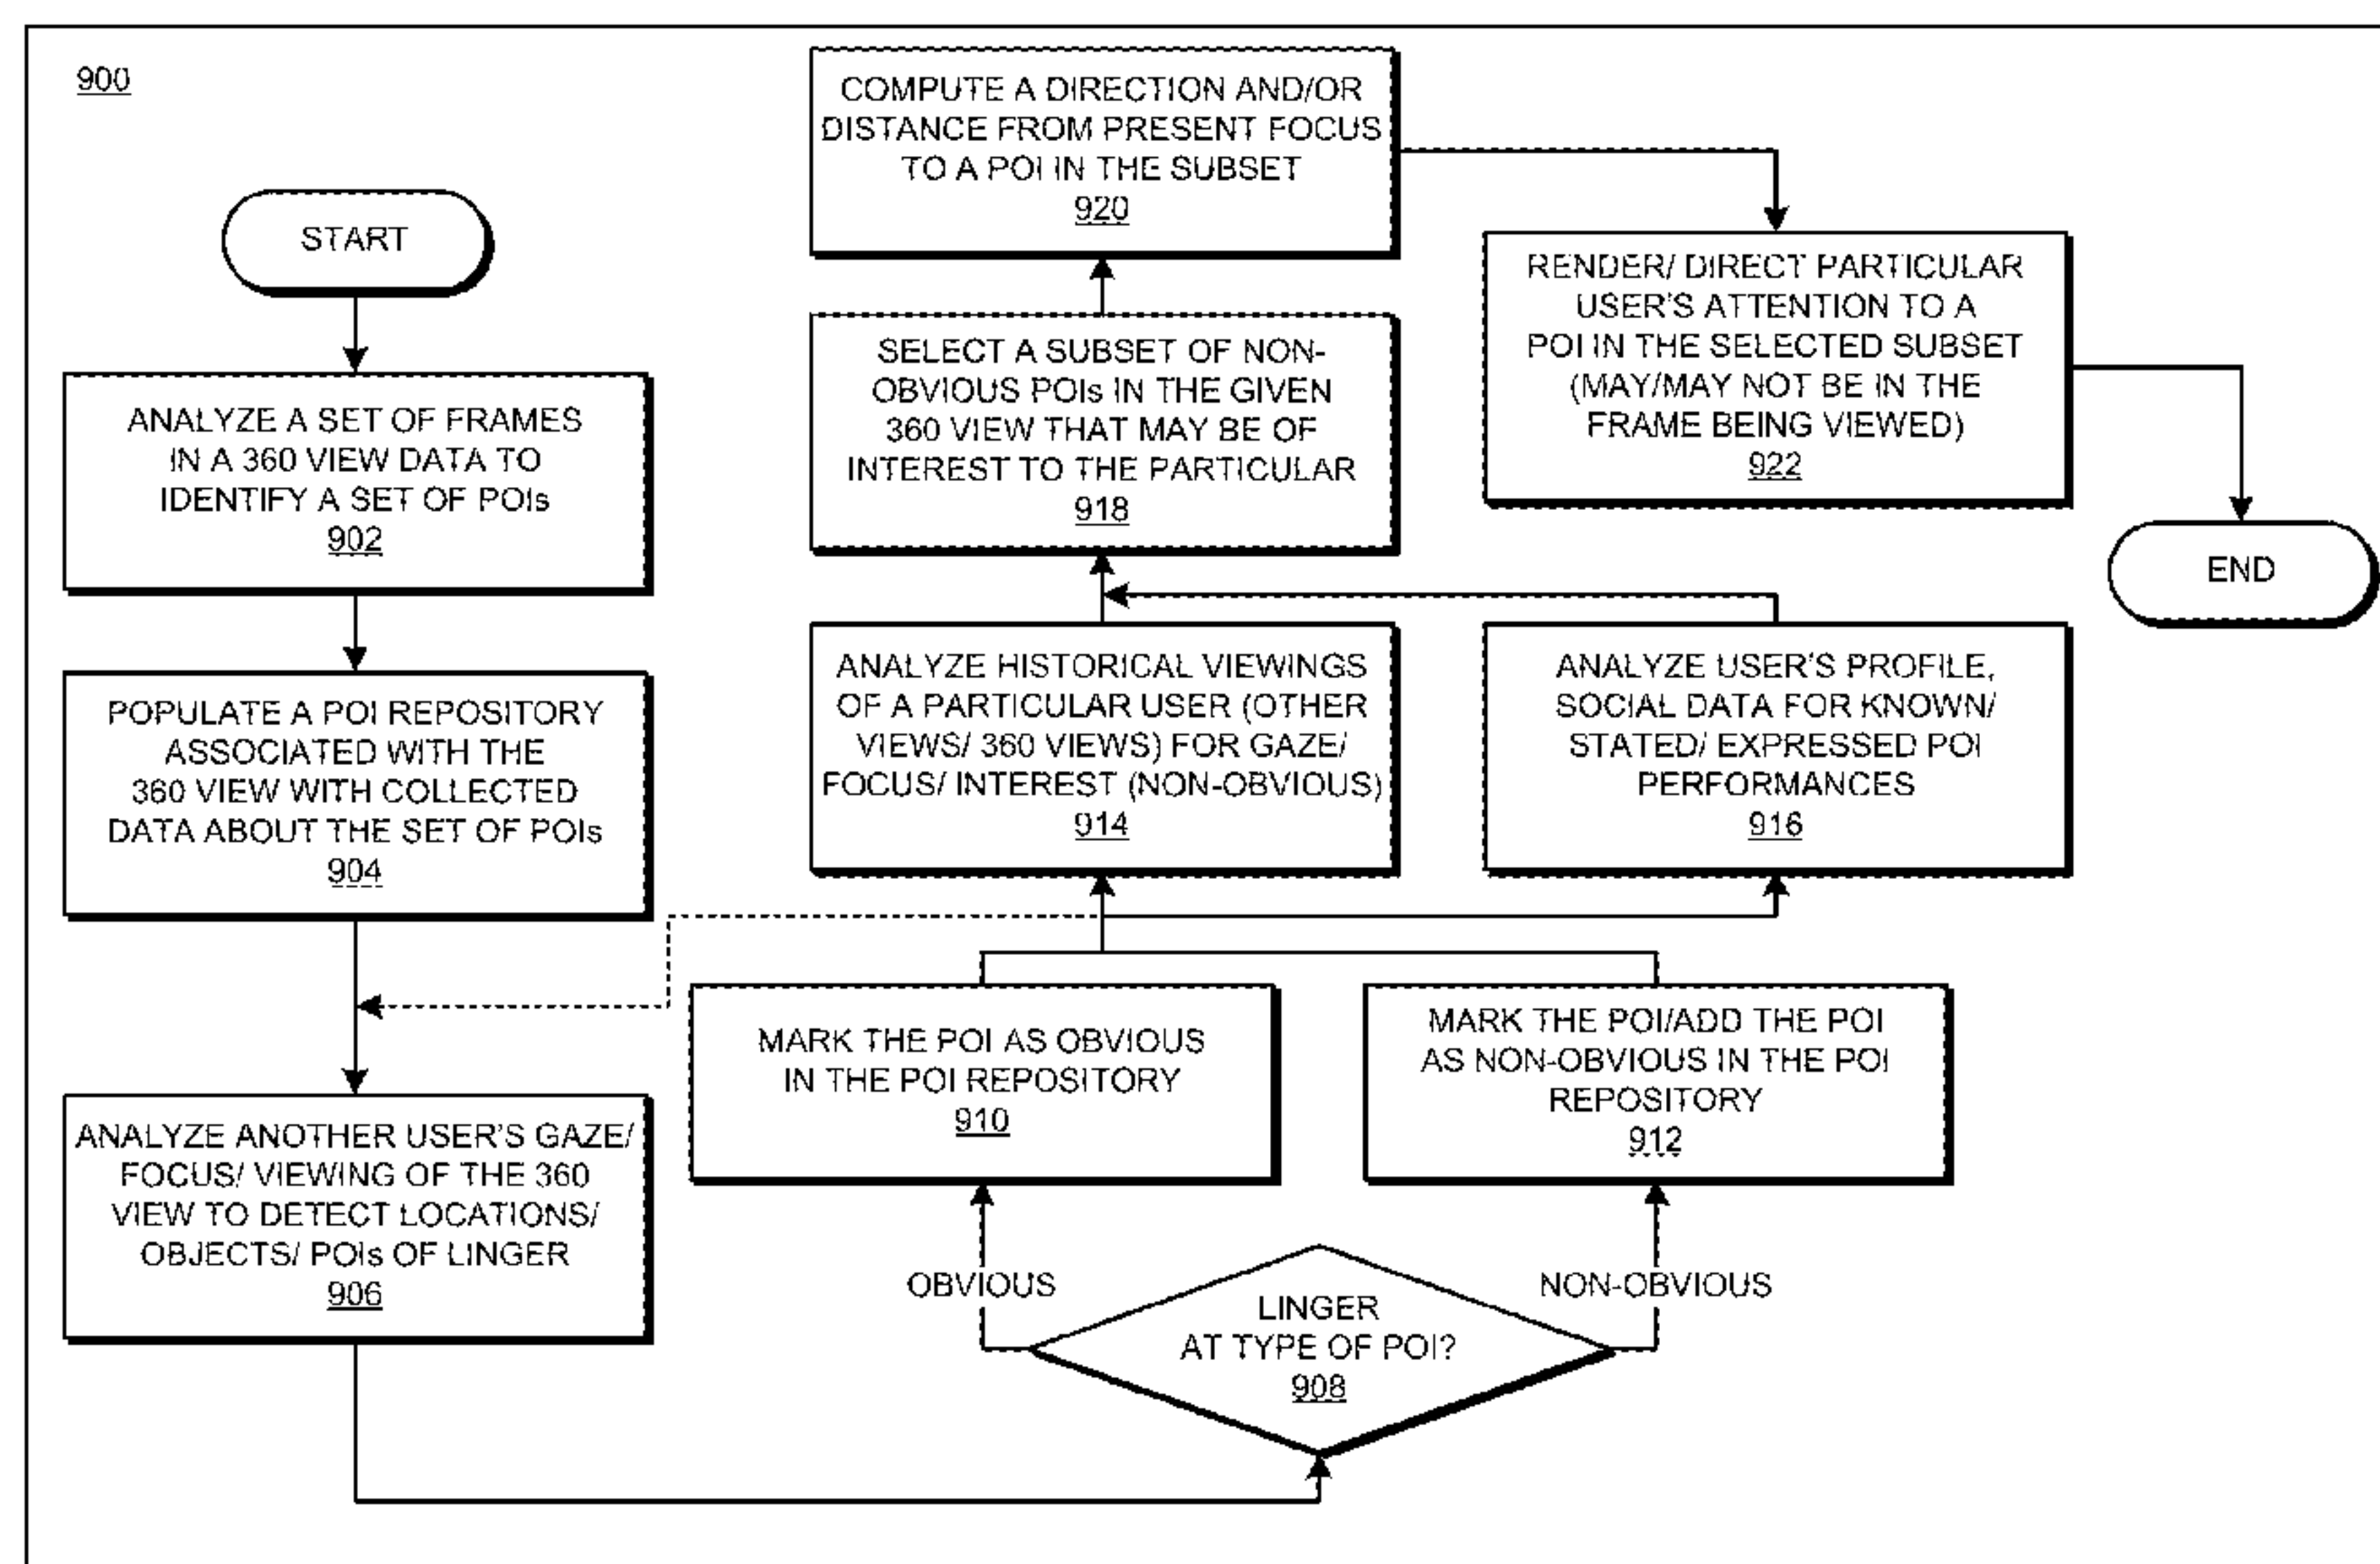 900
START
ANALYZE A SET OF FRAMES
IN A 360 VIEW DATA TO
IDENTIFY A SET OF POIs
902
POPULATE A POI REPOSITORY
ASSOCIATED WITH THE
360 VIEW WITH COLLECTED
DATA ABOUT THE SET OF POIs
904
ANALYZE ANOTHER USER'S GAZE/
FOCUS/ VIEWING OF THE 360
VIEW TO DETECT LOCATIONS/
OBJECTS/ POIs OF LINGER
906
LINGER
AT TYPE OF POI?
908
OBVIOUS
NON-OBVIOUS
MARK THE POI AS OBVIOUS
IN THE POI REPOSITORY
910
MARK THE POI/ADD THE POI
AS NON-OBVIOUS IN THE POI
REPOSITORY
912
ANALYZE HISTORICAL VIEWINGS
OF A PARTICULAR USER (OTHER
VIEWS/ 360 VIEWS) FOR GAZE/
FOCUS/ INTEREST (NON-OBVIOUS)
914
ANALYZE USER'S PROFILE,
SOCIAL DATA FOR KNOWN/
STATED/ EXPRESSED POI
PERFORMANCES
916
SELECT A SUBSET OF NON-
OBVIOUS POIs IN THE GIVEN
360 VIEW THAT MAY BE OF
INTEREST TO THE PARTICULAR
918
COMPUTE A DIRECTION AND/OR
DISTANCE FROM PRESENT FOCUS
TO A POI IN THE SUBSET
920
RENDER/ DIRECT PARTICULAR
USER'S ATTENTION TO A
POI IN THE SELECTED SUBSET
(MAY/MAY NOT BE IN THE
FRAME BEING VIEWED)
922
END